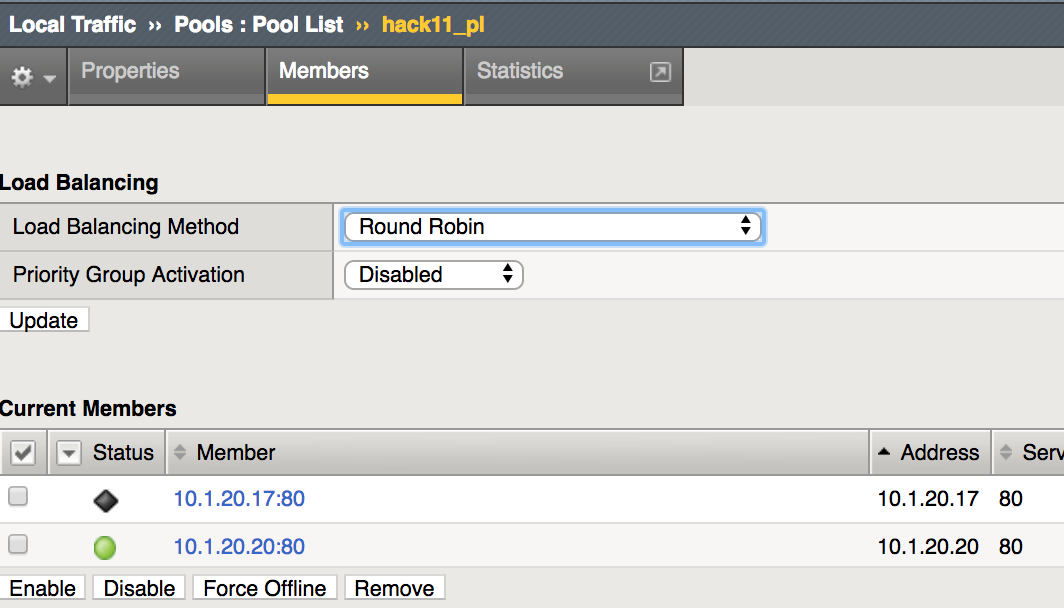 Local Traffic ›› Pools : Pool List ›› hack11_pl
Properties Members Statistics
Load Balancing
Load Balancing Method Round Robin
Priority Group Activation Disabled
Update
Current Members
Status Member Address Serv
10.1.20.17:80 10.1.20.17 80
10.1.20.20:80 10.1.20.20 80
Enable Disable Force Offline Remove